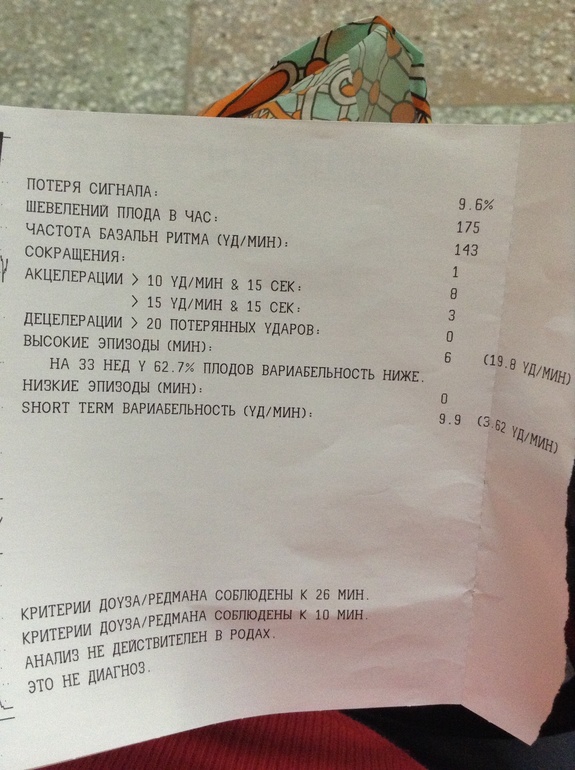 ПОТЕРЯ СИГНАЛА: 9.6%
ШЕВЕЛЕНИЙ ПЛОДА В ЧАС: 175
ЧАСТОТА БАЗАЛЬН РИТМА (УД/МИН): 143
СОКРАЩЕНИЯ: 1
АКЦЕЛЕРАЦИИ > 10 УД/МИН & 15 СЕК: 8
> 15 УД/МИН & 15 СЕК: 3
ДЕЦЕЛЕРАЦИИ > 20 ПОТЕРЯННЫХ УДАРОВ: 0
ВЫСОКИЕ ЭПИЗОДЫ (МИН): 6 (19.8 УД/МИН)
НА 33 НЕД У 62.7% ПЛОДОВ ВАРИАБЕЛЬНОСТЬ НИЖЕ.
НИЗКИЕ ЭПИЗОДЫ (МИН): 0
SHORT TERM ВАРИАБЕЛЬНОСТЬ (УД/МИН): 9.9 (3.62 УД/МИН)
КРИТЕРИИ ДОУЗА/РЕДМАНА СОБЛЮДЕНЫ К 26 МИН.
КРИТЕРИИ ДОУЗА/РЕДМАНА СОБЛЮДЕНЫ К 10 МИН.
АНАЛИЗ НЕ ДЕЙСТВИТЕЛЕН В РОДАХ.
ЭТО НЕ ДИАГНОЗ.